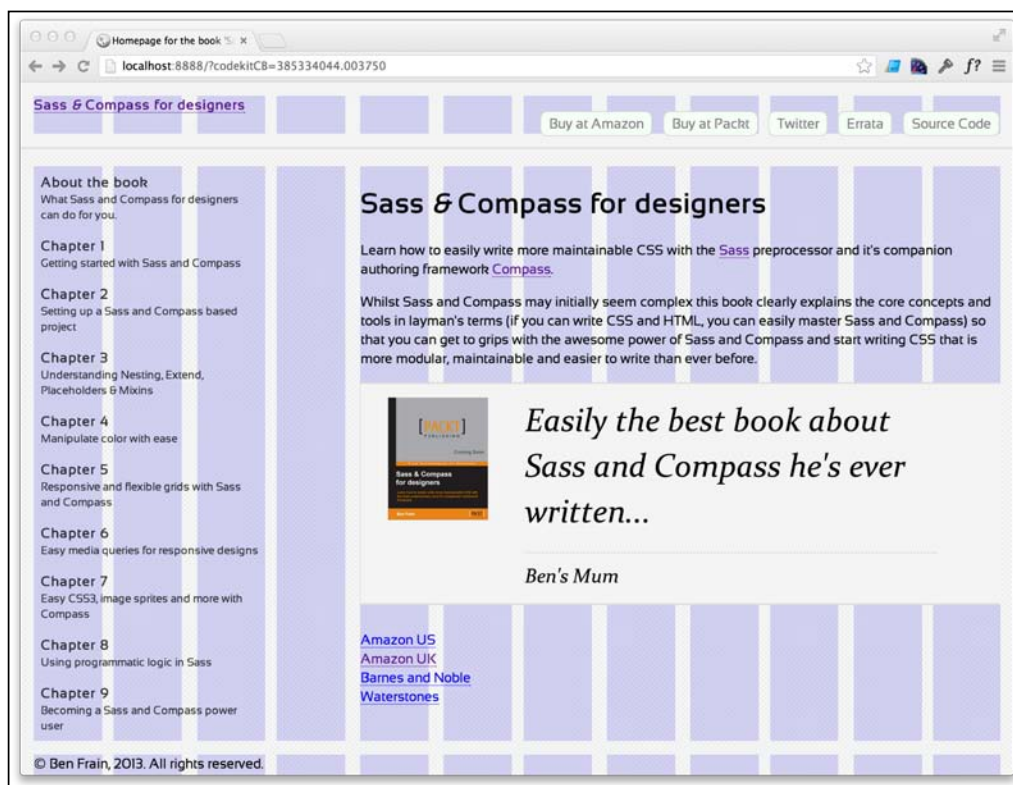 Homepage for the book 'Sa
localhost:8888/?codekitCB=385334044.003750
f?
Sass & Compass for designers
Buy at Amazon
Buy at Packt
Twitter
Errata
Source Code
About the book
What Sass and Compass for designers
can do for you.
Chapter 1
Getting started with Sass and Compass
Chapter 2
Setting up a Sass and Compass based
project
Chapter 3
Understanding Nesting, Extend,
Placeholders & Mixins
Chapter 4
Manipulate color with ease
Chapter 5
Responsive and flexible grids with Sass
and Compass
Chapter 6
Easy media queries for responsive designs
Chapter 7
Easy CSS3, image sprites and more with
Compass
Chapter 8
Using programmatic logic in Sass
Chapter 9
Becoming a Sass and Compass power
user
Sass & Compass for designers
Learn how to easily write more maintainable CSS with the Sass preprocessor and it's companion
authoring framework Compass.
Whilst Sass and Compass may initially seem complex this book clearly explains the core concepts and
tools in layman's terms (if you can write CSS and HTML, you can easily master Sass and Compass) so
that you can get to grips with the awesome power of Sass and Compass and start writing CSS that is
more modular, maintainable and easier to write than ever before.
[PACKT]
PUBLISHING
Coming Soon
Sass & Compass
for designers
Ben Frain
Easily the best book about
Sass and Compass he's ever
written...
Ben's Mum
Amazon US
Amazon UK
Barnes and Noble
Waterstones
© Ben Frain, 2013. All rights reserved.